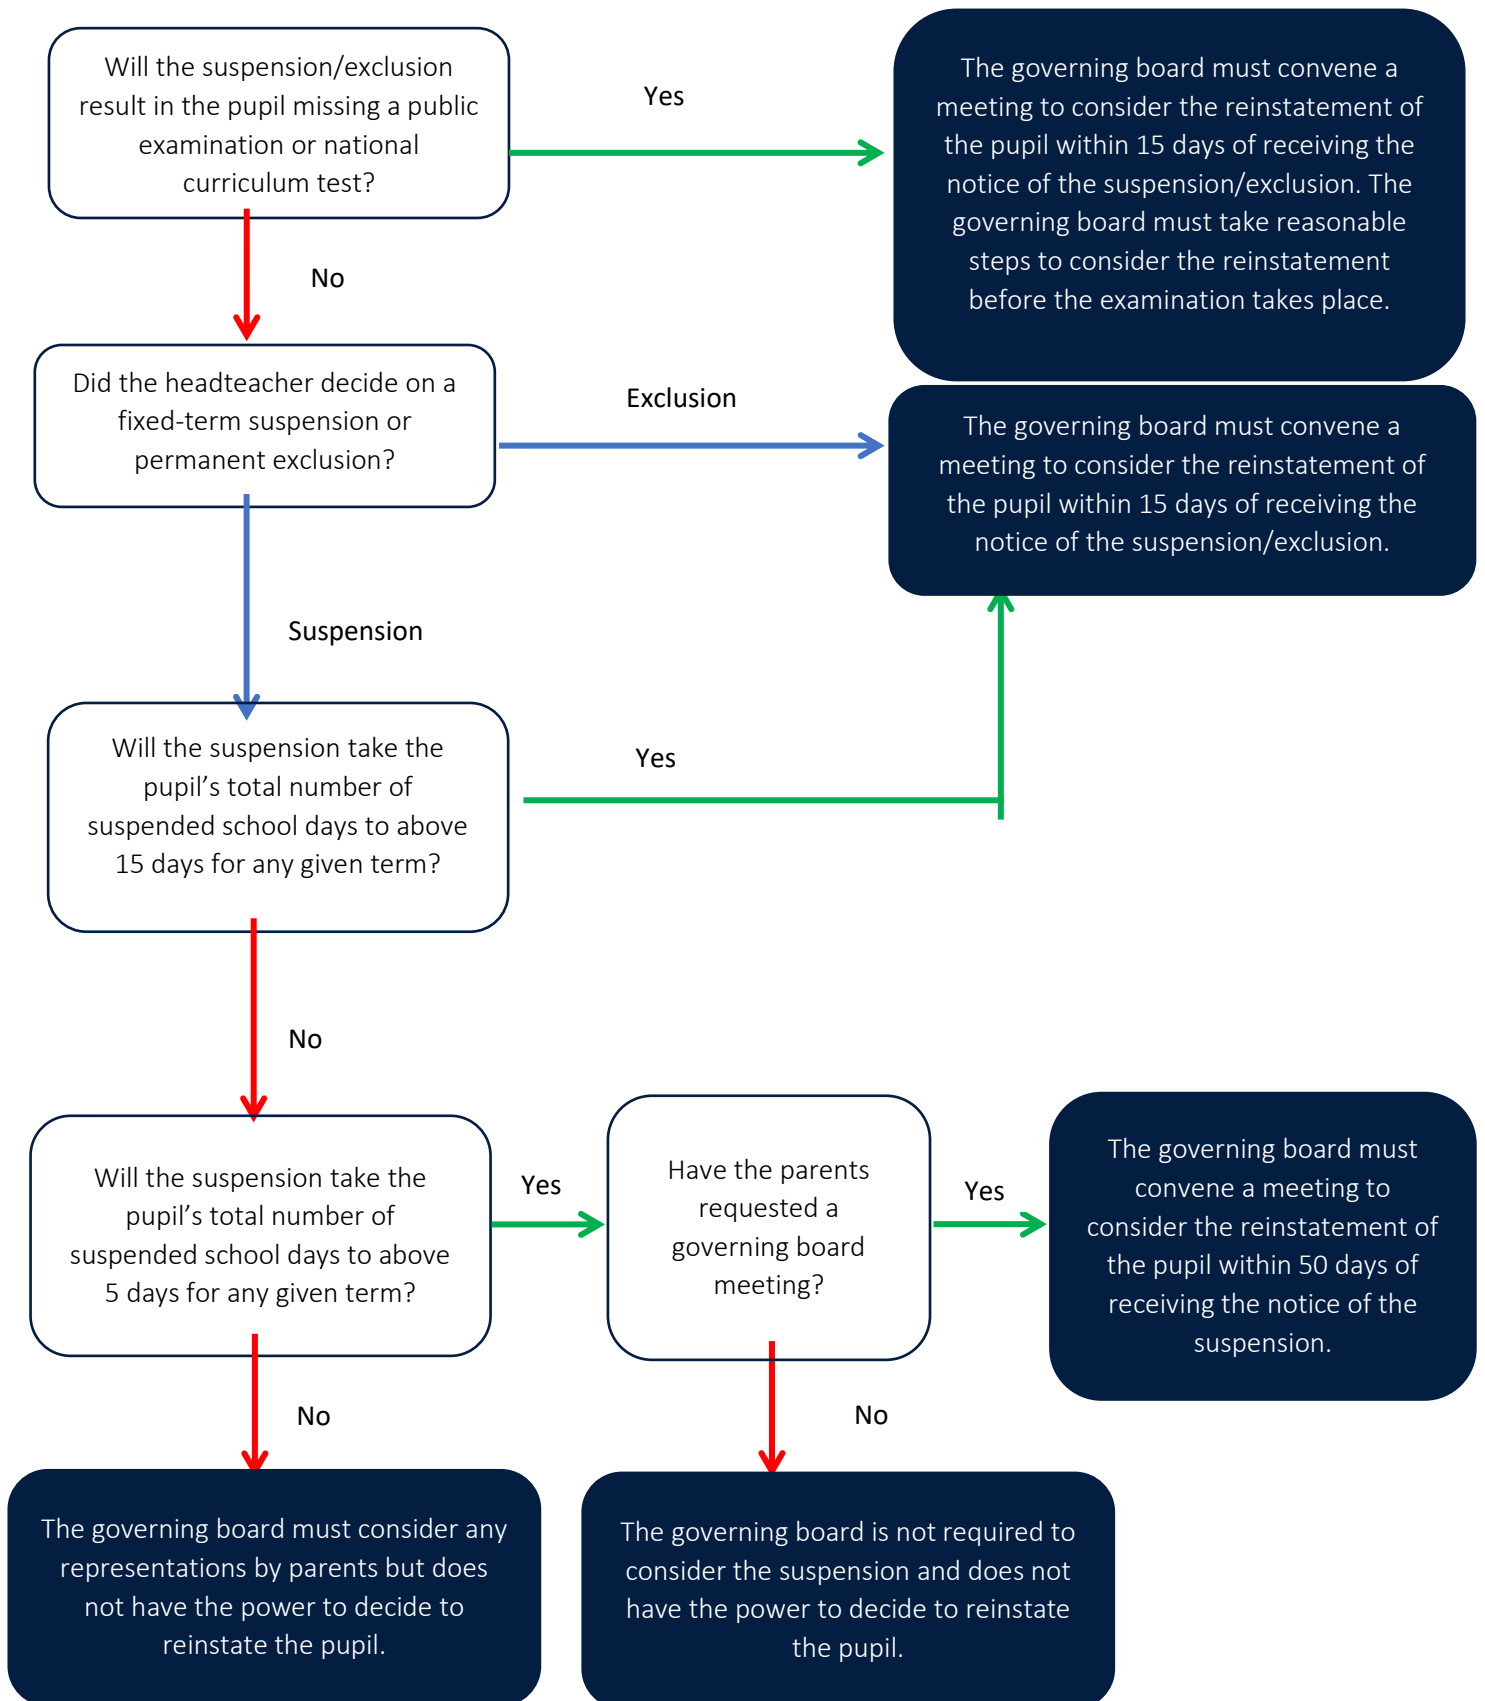 Will the suspension/exclusion
result in the pupil missing a public
examination or national
curriculum test?
Yes
The governing board must convene a
meeting to consider the reinstatement of
the pupil within 15 days of receiving the
notice of the suspension/exclusion. The
governing board must take reasonable
steps to consider the reinstatement
before the examination takes place.
No
Did the headteacher decide on a
fixed-term suspension or
permanent exclusion?
Exclusion
The governing board must convene a
meeting to consider the reinstatement of
the pupil within 15 days of receiving the
notice of the suspension/exclusion.
Suspension
Will the suspension take the
pupil’s total number of
suspended school days to above
15 days for any given term?
Yes
No
Will the suspension take the
pupil’s total number of
suspended school days to above
5 days for any given term?
Yes
Have the parents
requested a
governing board
meeting?
Yes
The governing board must
convene a meeting to
consider the reinstatement of
the pupil within 50 days of
receiving the notice of the
suspension.
No
No
The governing board must consider any
representations by parents but does
not have the power to decide to
reinstate the pupil.
The governing board is not required to
consider the suspension and does not
have the power to decide to reinstate
the pupil.